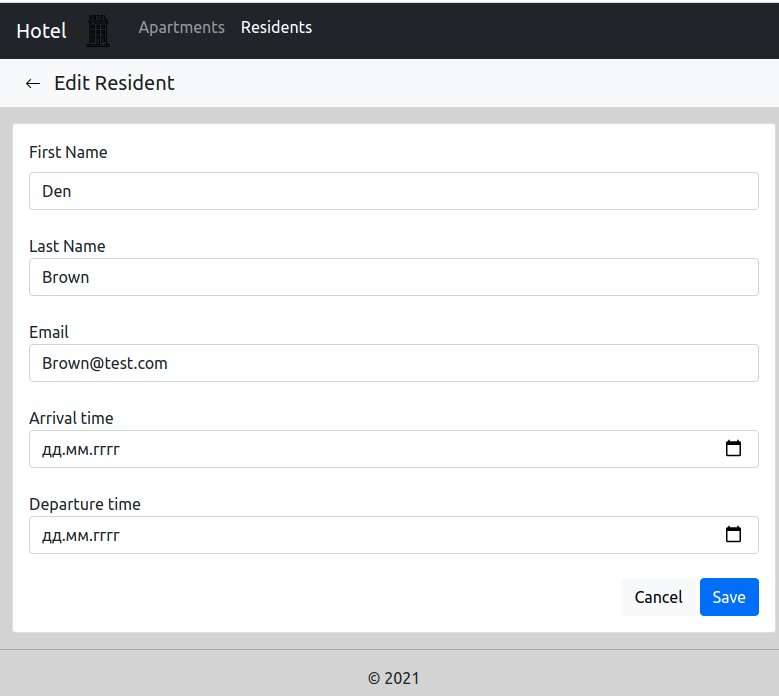 Hotel Apartments Residents
← Edit Resident
First Name
Den
Last Name
Brown
Email
Brown@test.com
Arrival time
дд.мм.гггг
Departure time
дд.мм.гггг
Cancel Save
© 2021